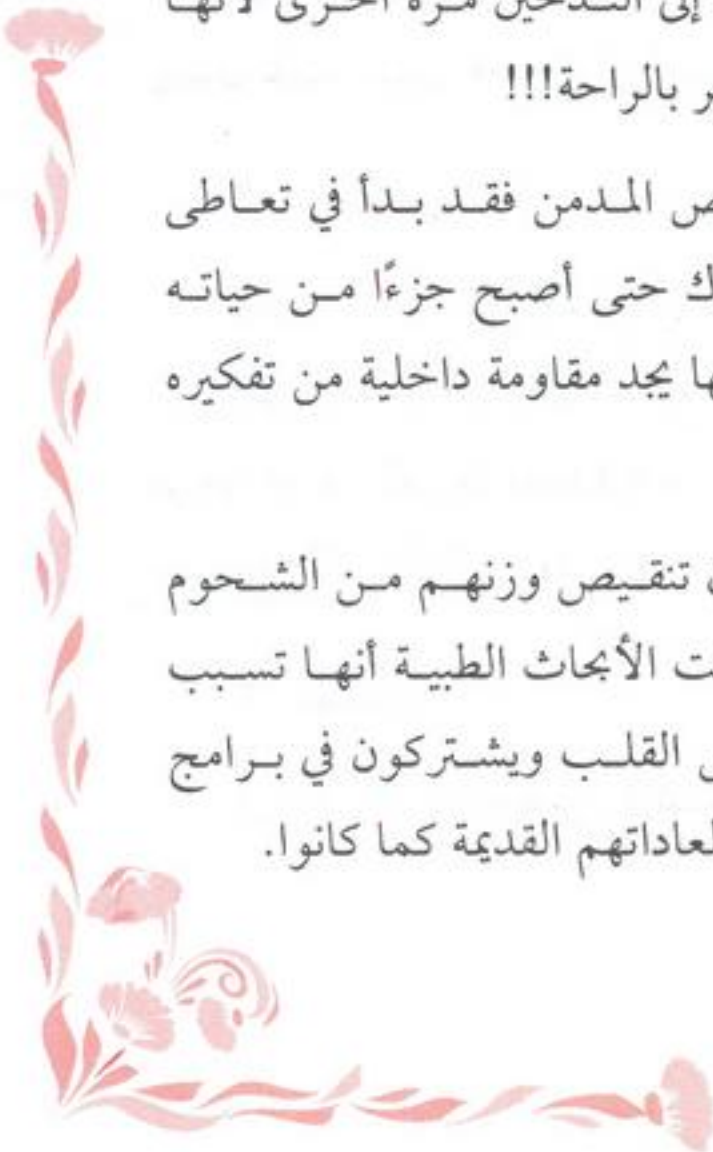 إلى التدخين مرة أخرى لأنها
بالراحة!!!
المدمن فقد بدأ في تعاطى
حتى أصبح جزءًا من حياته
يجد مقاومة داخلية من تفكيره
تنقيص وزنهم من الشحوم
الأبحاث الطبية أنها تسبب
القلب ويشتركون في برامج
لعاداتهم القديمة كما كانوا.